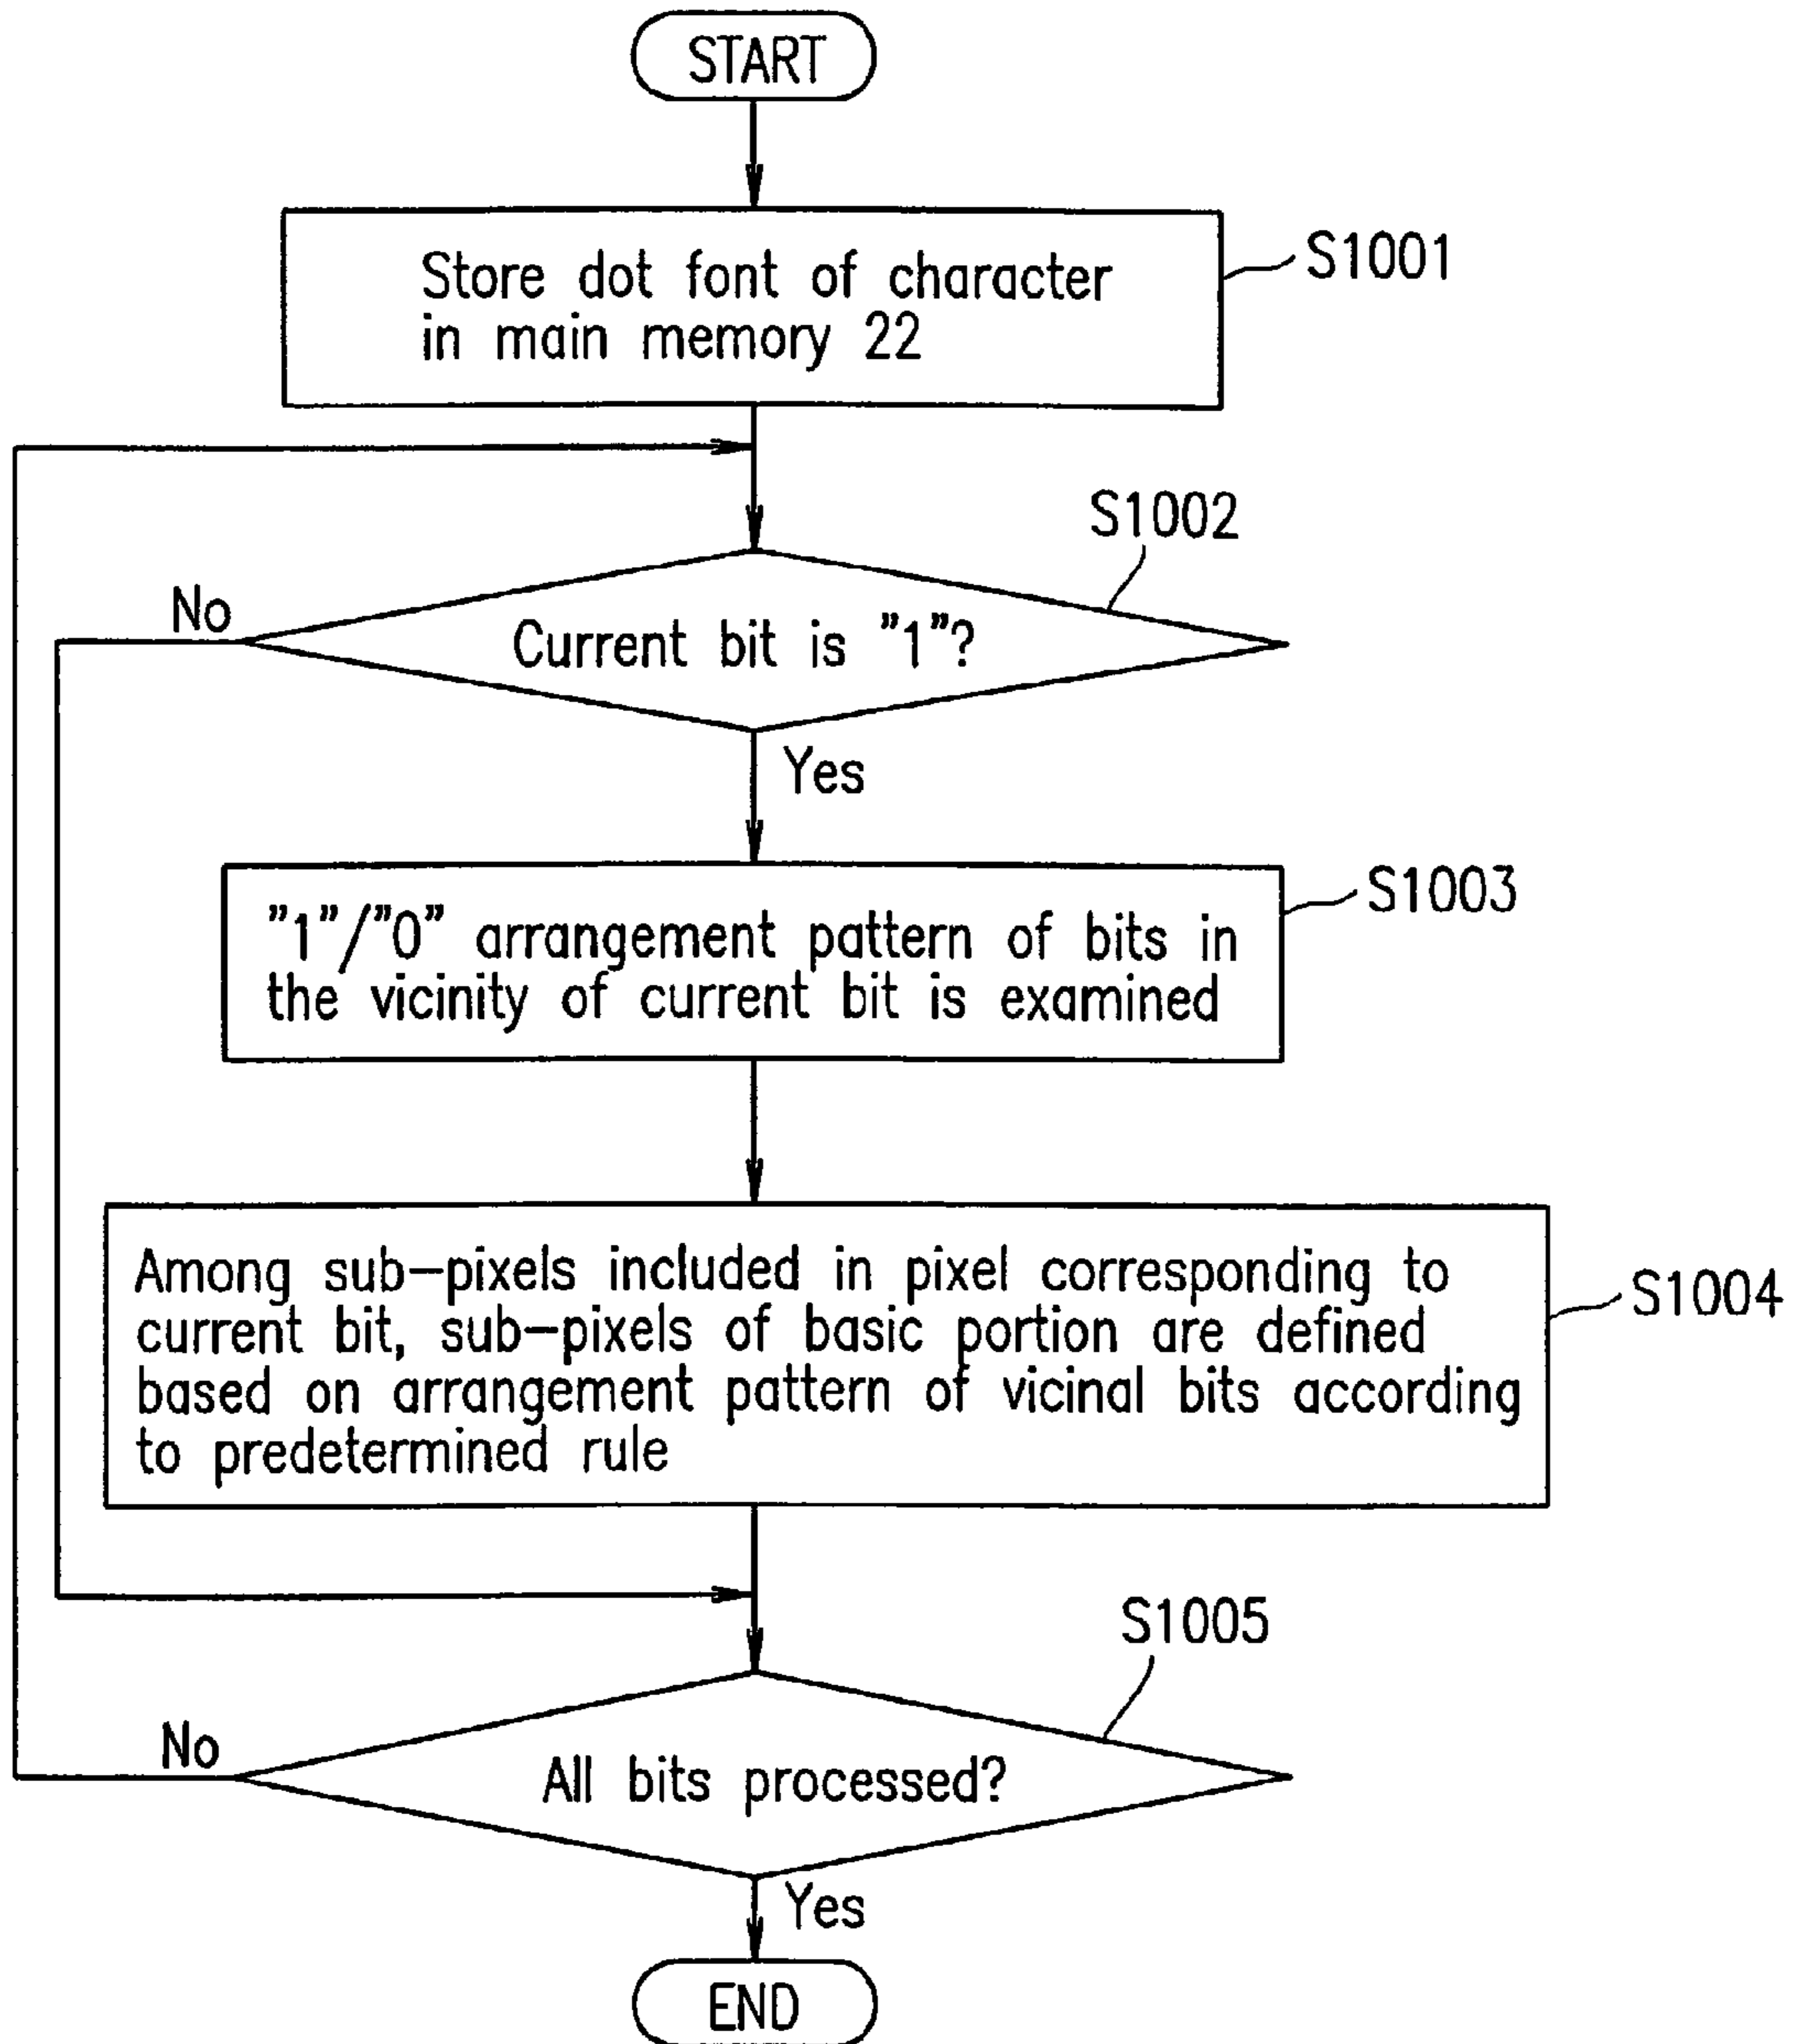 START
Store dot font of character
in main memory 22
S1001
S1002
No
Current bit is "1"?
Yes
"1"/"0" arrangement pattern of bits in
the vicinity of current bit is examined
S1003
Among sub-pixels included in pixel corresponding to
current bit, sub-pixels of basic portion are defined
based on arrangement pattern of vicinal bits according
to predetermined rule
S1004
S1005
No
All bits processed?
Yes
END